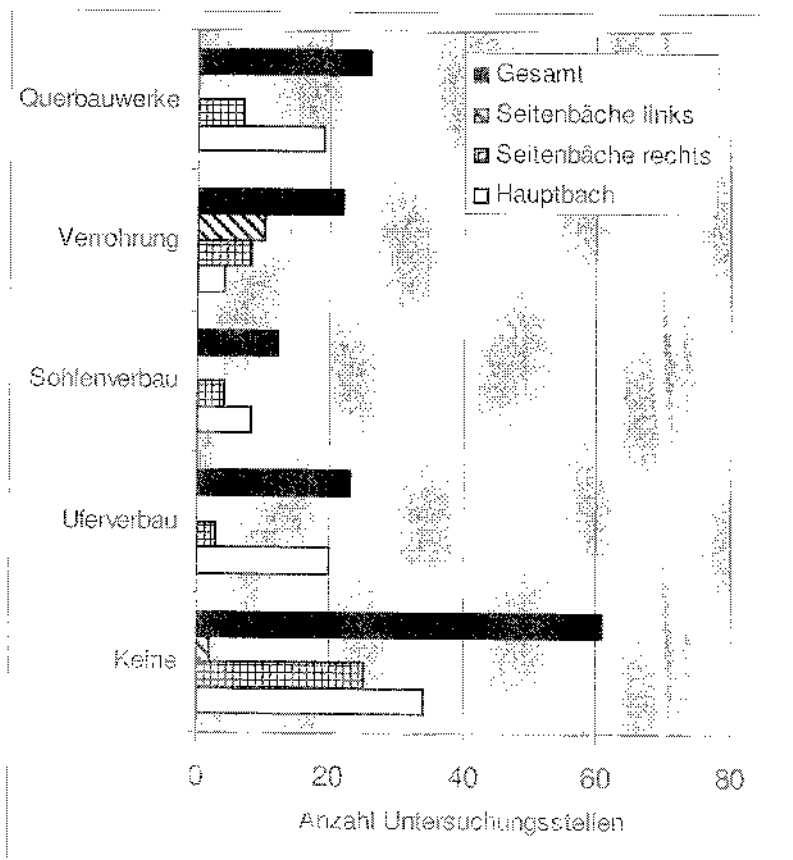 Gesamt
Querbauwerke
Seitenbäche links
Seitenbäche rechts
Hauptbach
Verrohrung
Sohlenverbau
Uferverbau
Keine
0 20 40 60 80
Anzahl Untersuchungsstellen